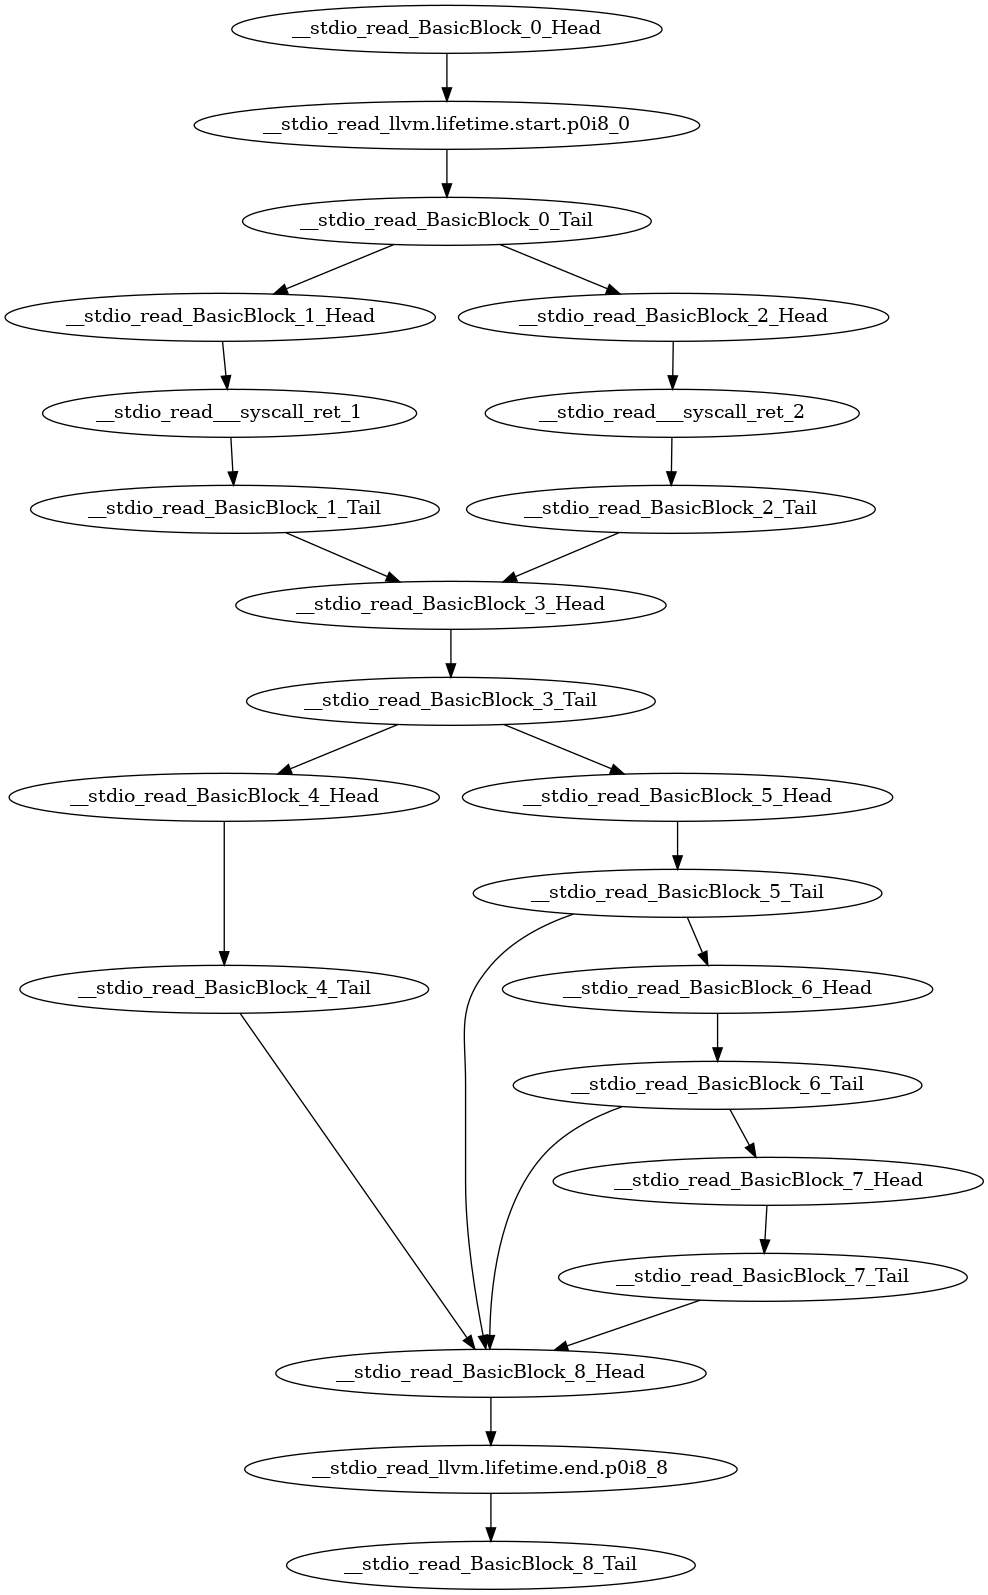 __stdio_read_BasicBlock_0_Head
__stdio_read_llvm.lifetime.start.p0i8_0
__stdio_read_BasicBlock_0_Tail
__stdio_read_BasicBlock_1_Head
__stdio_read_BasicBlock_2_Head
__stdio_read___syscall_ret_1
__stdio_read___syscall_ret_2
__stdio_read_BasicBlock_1_Tail
__stdio_read_BasicBlock_2_Tail
__stdio_read_BasicBlock_3_Head
__stdio_read_BasicBlock_3_Tail
__stdio_read_BasicBlock_4_Head
__stdio_read_BasicBlock_5_Head
__stdio_read_BasicBlock_5_Tail
__stdio_read_BasicBlock_4_Tail
__stdio_read_BasicBlock_6_Head
__stdio_read_BasicBlock_6_Tail
__stdio_read_BasicBlock_7_Head
__stdio_read_BasicBlock_7_Tail
__stdio_read_BasicBlock_8_Head
__stdio_read_llvm.lifetime.end.p0i8_8
__stdio_read_BasicBlock_8_Tail